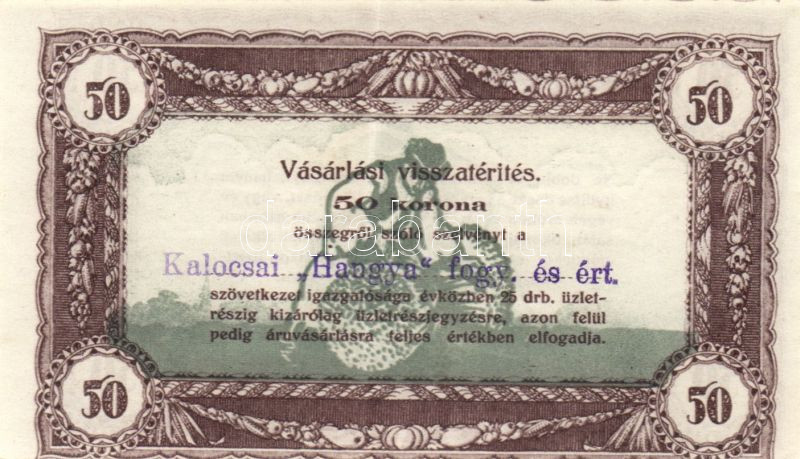 50 50
Vásárlási visszatérités.
50 korona
összegről szóló szelvényt a
Kalocsai „Hangya" fogy. és ért.
szövetkezet igazgatósága évközben 25 drb. üzlet-
részig kizárólag üzletrészjegyzésre, azon felül
pedig áruvásárlásra teljes értékben elfogadja.
50 50
darabanth